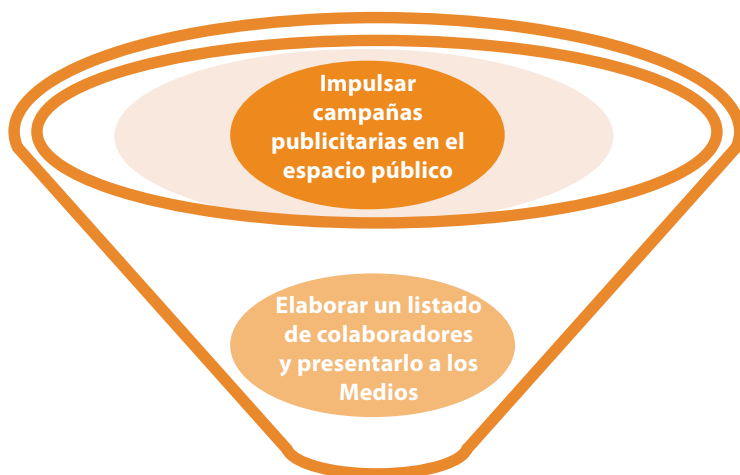 Impulsar
campañas
publicitarias en el
espacio público
Elaborar un listado
de colaboradores
y presentarlo a los
Medios